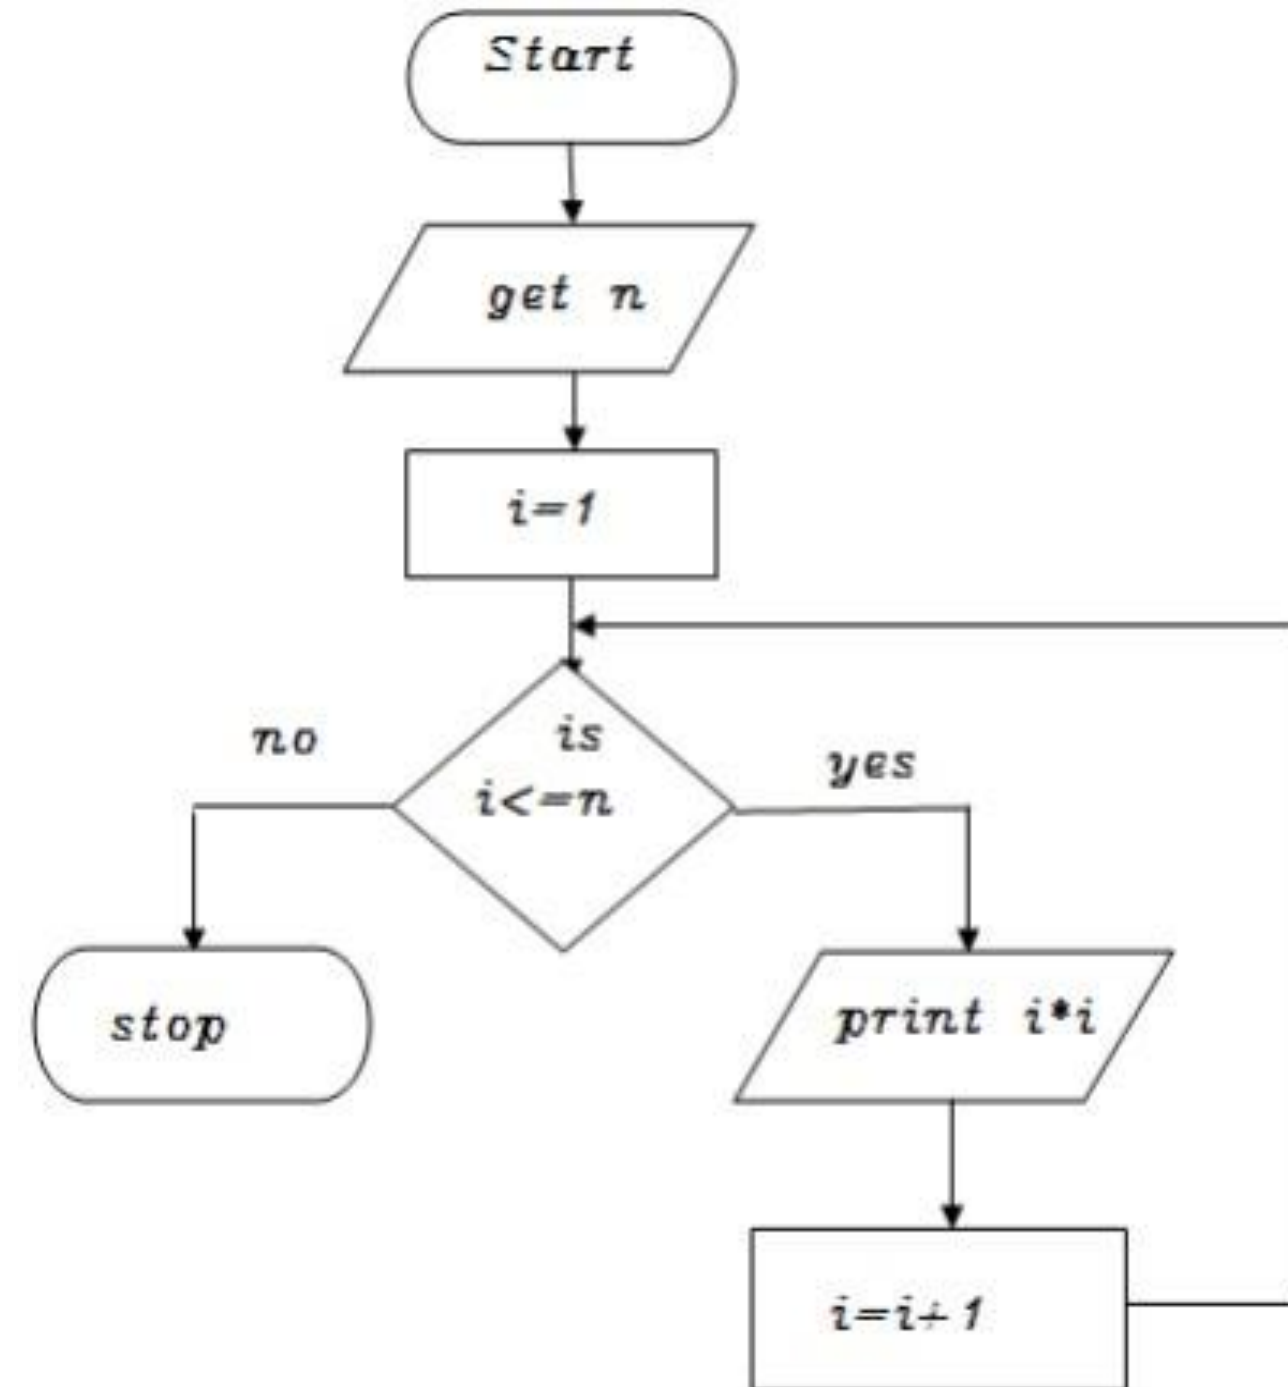 Start
get n
i=1
is
i<=n
no
yes
stop
print i*i
i=i+1